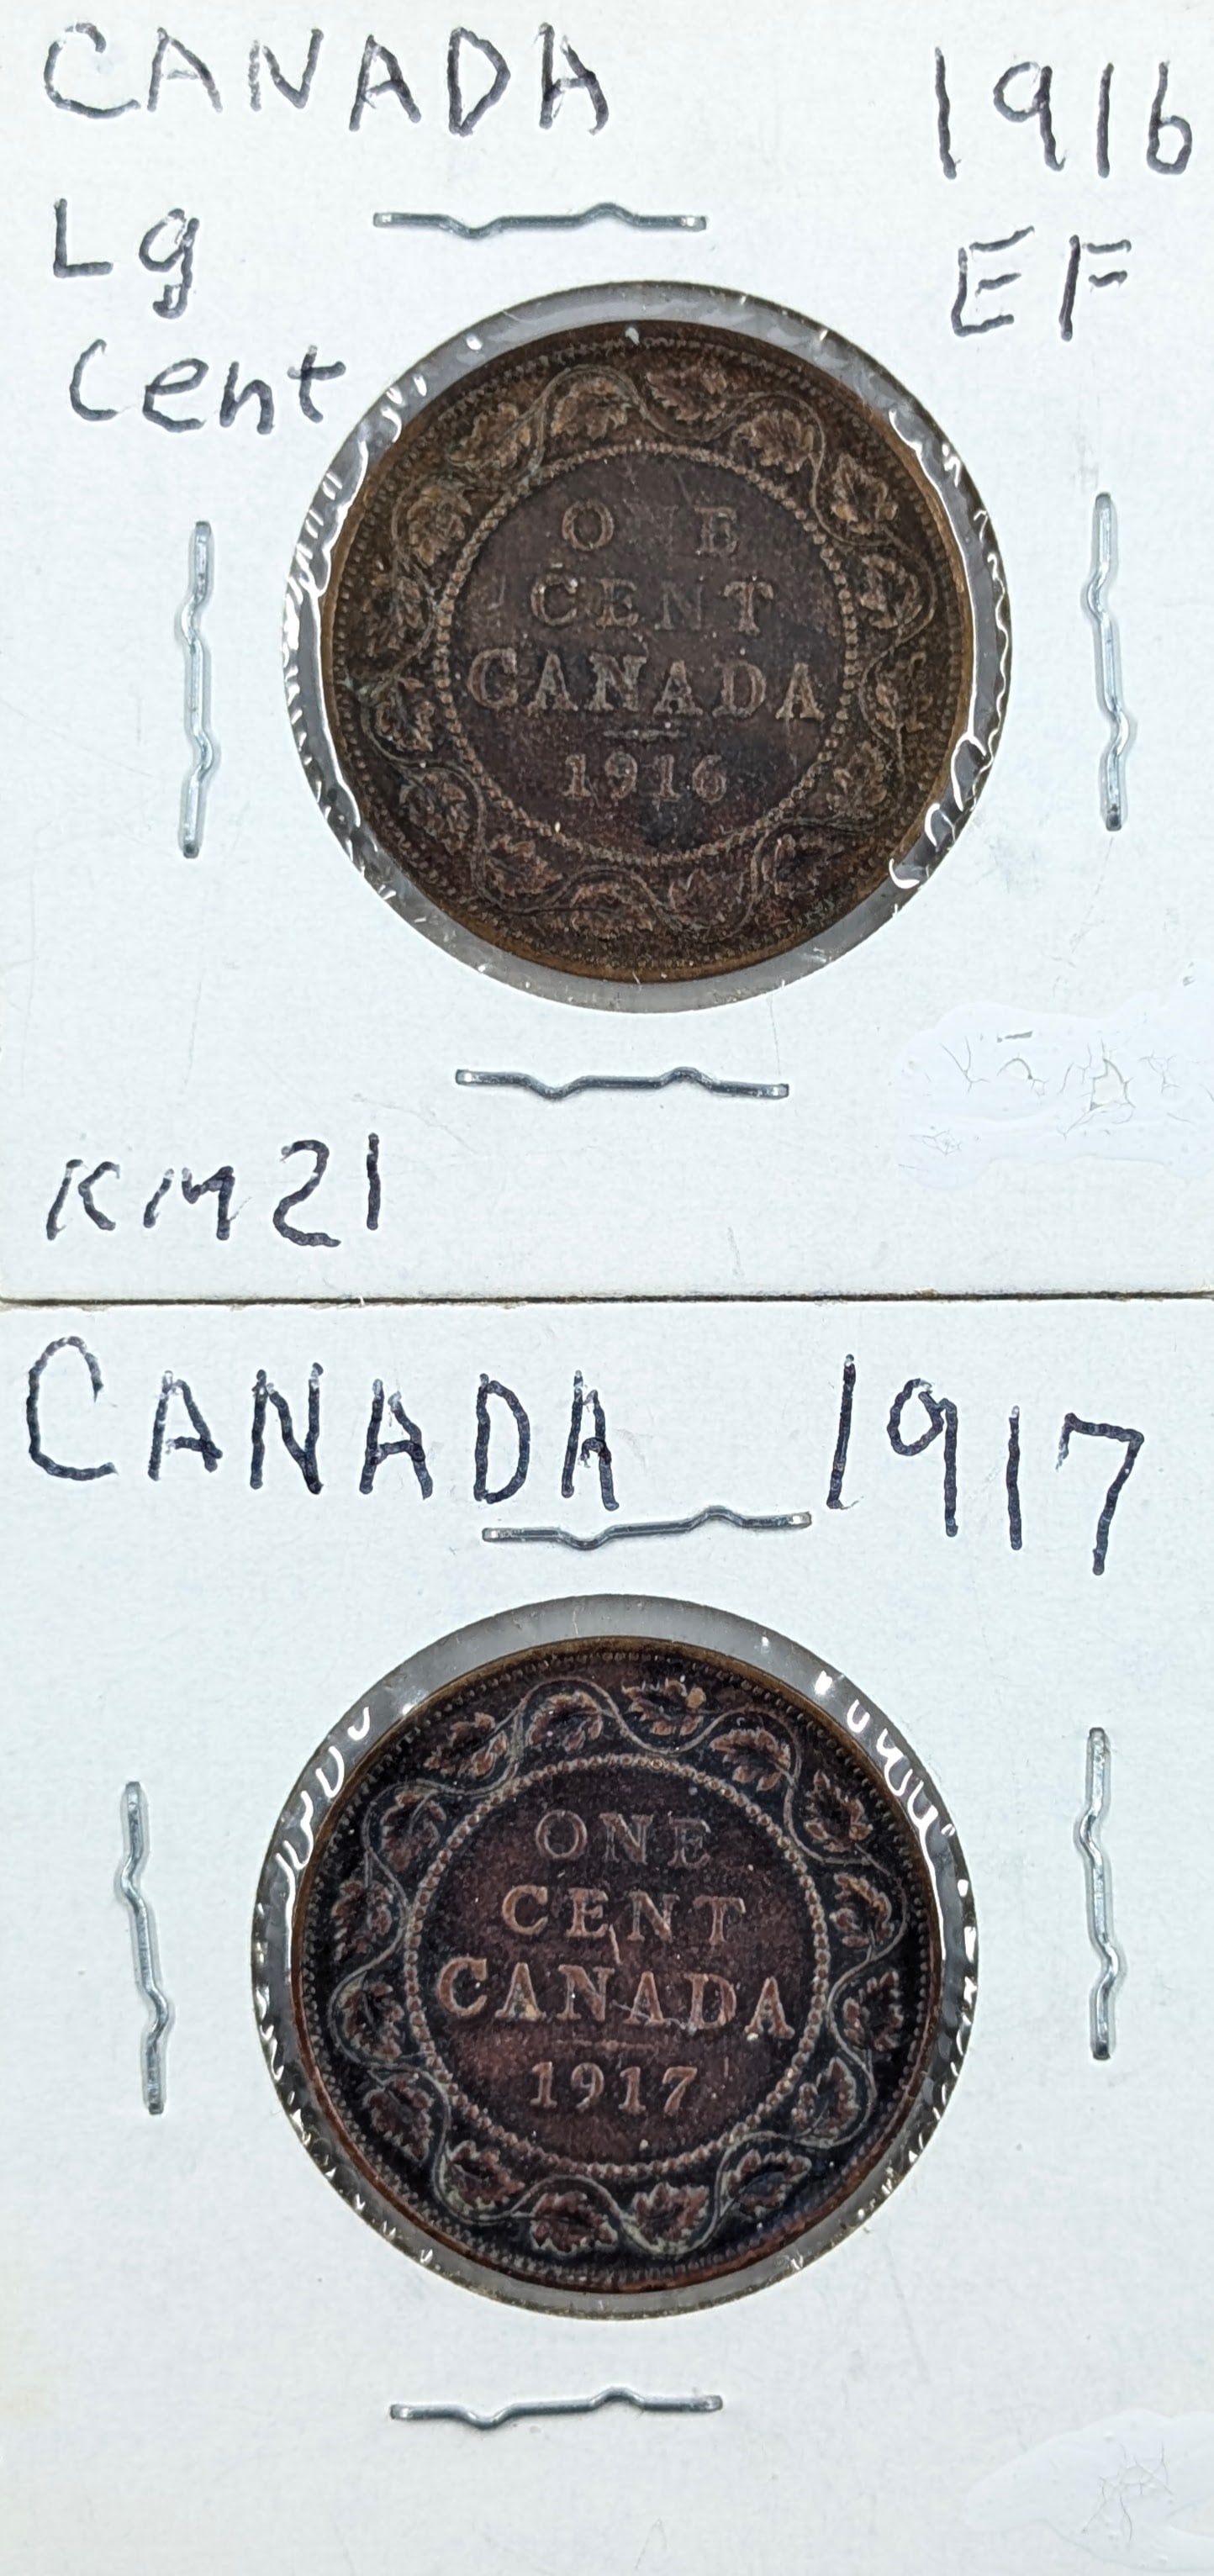 CANADA 1916
Lg EF
Cent
ONE
CENT
CANADA
1916
KM21
CANADA 1917
ONE
CENT
CANADA
1917